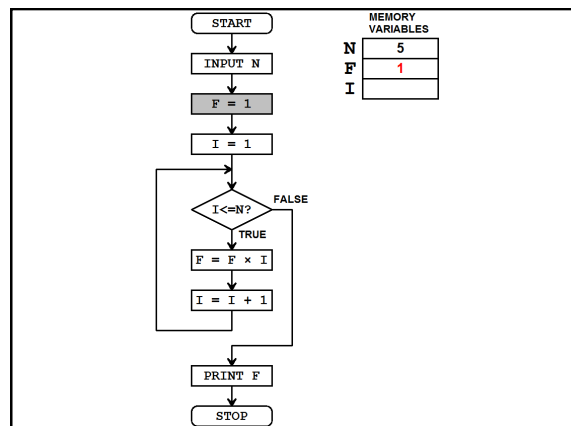 START
INPUT N
F = 1
I = 1
I<=N?
FALSE
TRUE
F = F × I
I = I + 1
PRINT F
STOP
MEMORY
VARIABLES
N 5
F 1
I